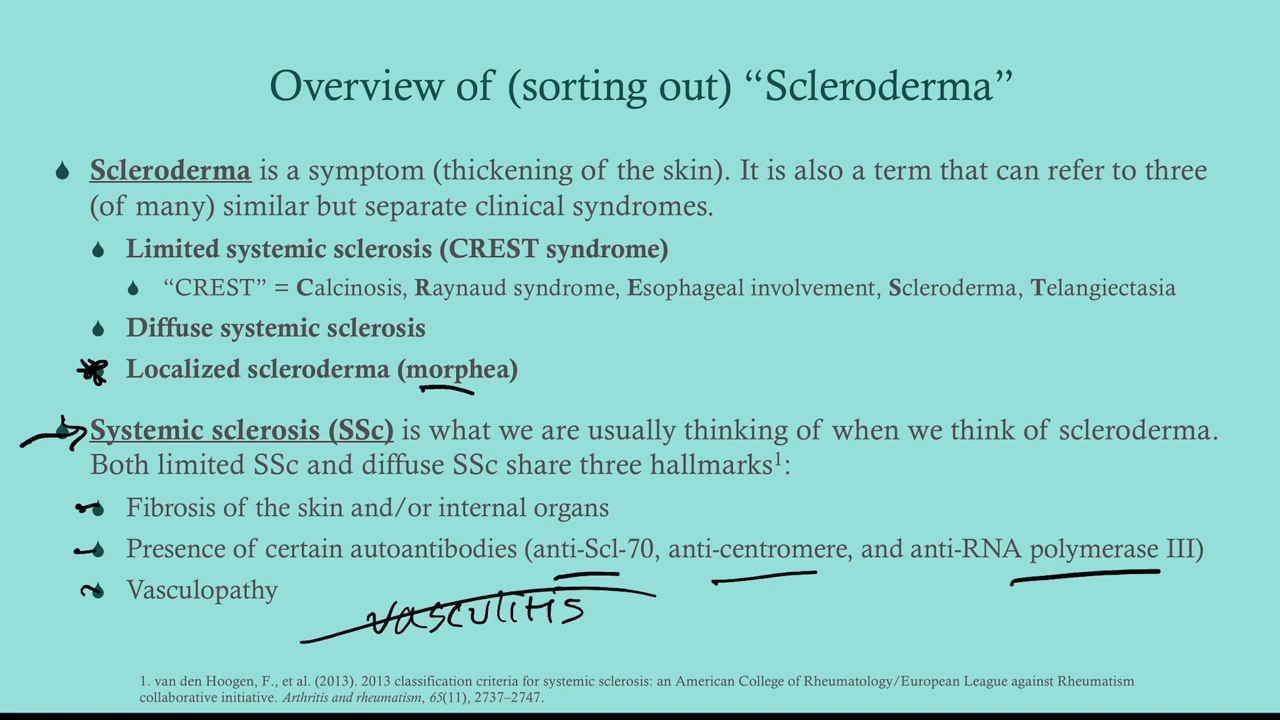 Overview of (sorting out) “Scleroderma”
Scleroderma is a symptom (thickening of the skin). It is also a term that can refer to three
(of many) similar but separate clinical syndromes.
Limited systemic sclerosis (CREST syndrome)
“CREST” = Calcinosis, Raynaud syndrome, Esophageal involvement, Scleroderma, Telangiectasia
Diffuse systemic sclerosis
Localized scleroderma (morphea)
Systemic sclerosis (SSc) is what we are usually thinking of when we think of scleroderma.
Both limited SSc and diffuse SSc share three hallmarks1:
Fibrosis of the skin and/or internal organs
Presence of certain autoantibodies (anti-Scl-70, anti-centromere, and anti-RNA polymerase III)
Vasculopathy
vasculitis
1. van den Hoogen, F., et al. (2013). 2013 classification criteria for systemic sclerosis: an American College of Rheumatology/European League against Rheumatism
collaborative initiative. Arthritis and rheumatism, 65(11), 2737–2747.